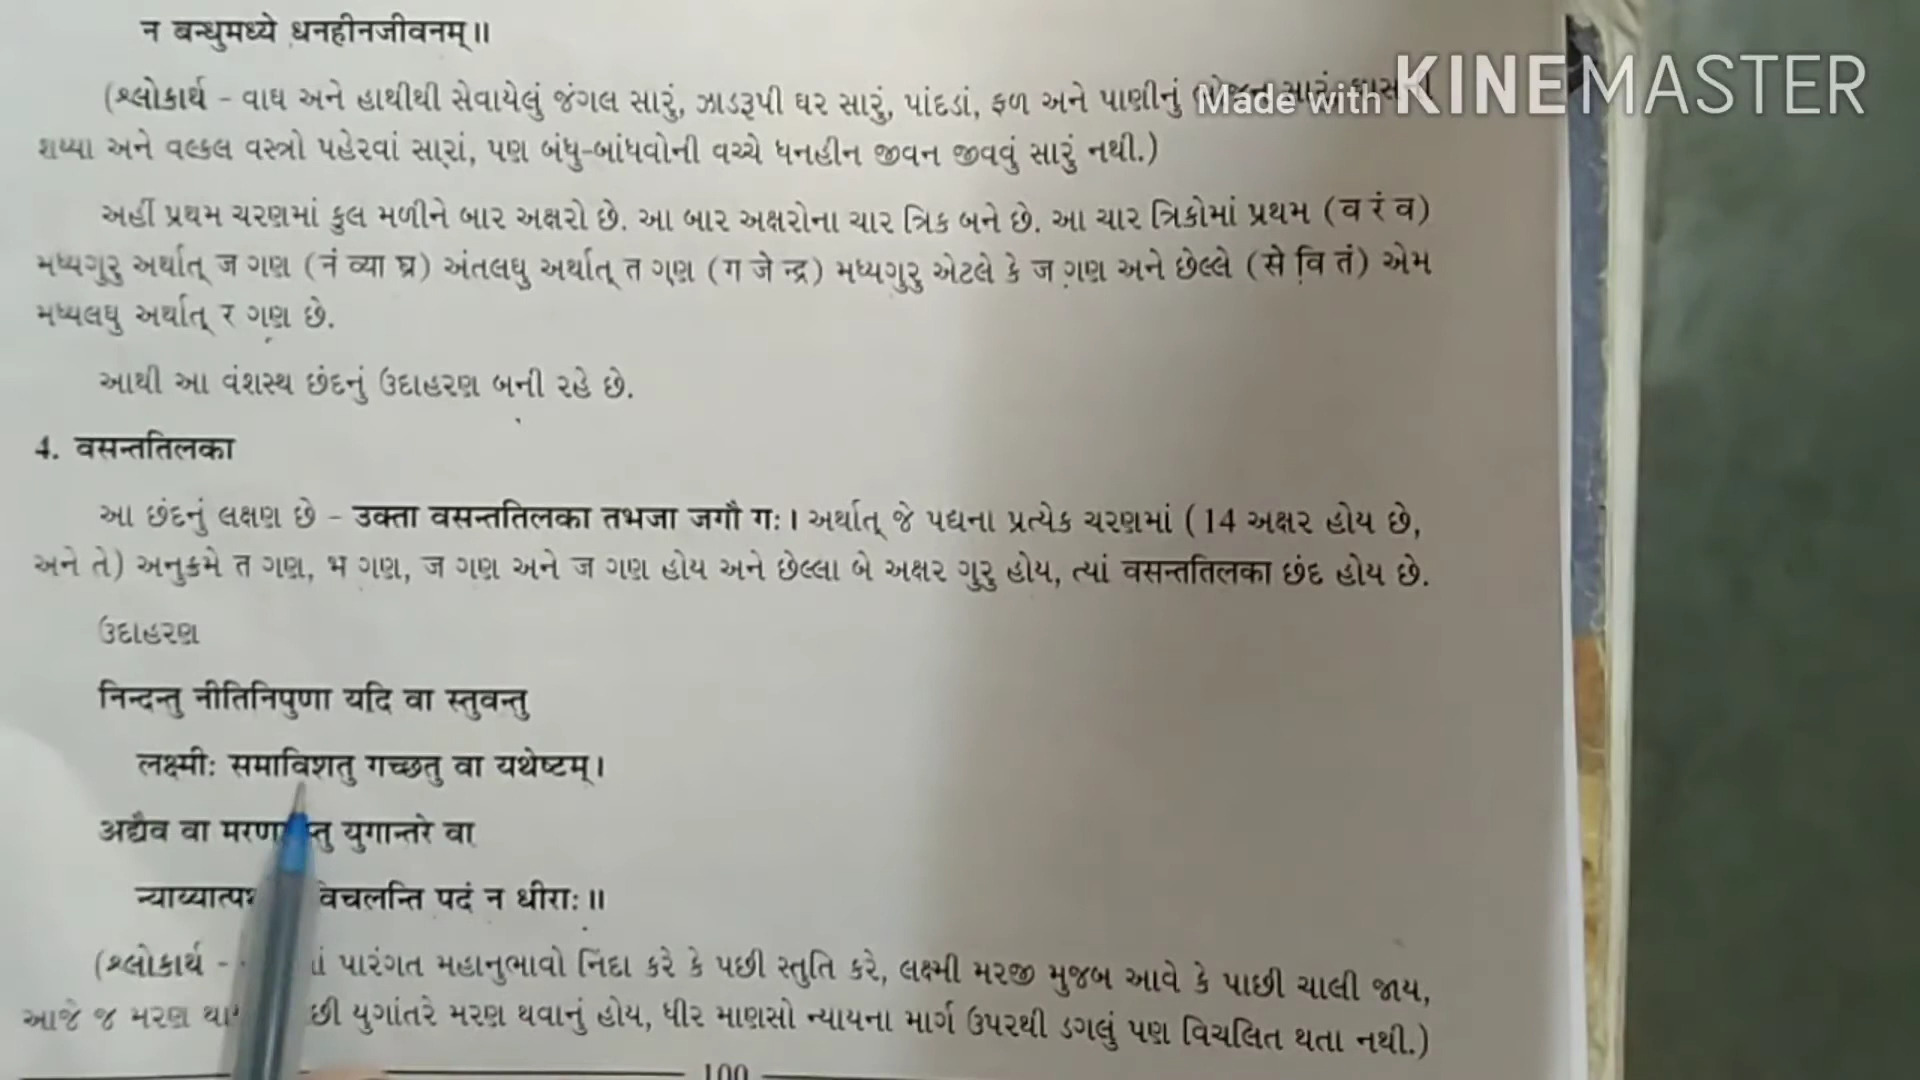 न बन्धुमध्ये धनहीनजीवनम् ॥
(શ્લોકાર્થ – વાઘ અને હાથીથી સેવાયેલું જંગલ સારું, ઝાડરૂપી ઘર સારું, પાંદડાં, ફળ અને પાણીનું
Made with KINEMASTER
શય્યા અને વલ્કલ વસ્ત્રો પહેરવાં સારાં, પણ બંધુ-બાંધવોની વચ્ચે ધનહીન જીવન જીવવું સારું નથી.)
અહીં પ્રથમ ચરણમાં કુલ મળીને બાર અક્ષરો છે. આ બાર અક્ષરોના ચાર ત્રિક બને છે. આ ચાર ત્રિકોમાં પ્રથમ (व रं व)
મધ્યગુરુ અર્થાત્ ज ગણ (नं व्या घ्र) અંતલઘુ અર્થાત્ त ગણ (ग जे न्द्र) મધ્યગુરુ એટલે કે ज ગણ અને છેલ્લે (से वि तं) એમ
મધ્યલઘુ અર્થાત્ र ગણ છે.
આથી આ વંશસ્થ છંદનું ઉદાહરણ બની રહે છે.
4. वसन्ततिलका
આ છંદનું લક્ષણ છે – उक्ता वसन्ततिलका तभजा जगौ गः। અર્થાત્ જે પદ્યના પ્રત્યેક ચરણમાં (14 અક્ષર હોય છે,
અને તે) અનુક્રમે त ગણ, भ ગણ, ज ગણ અને ज ગણ હોય અને છેલ્લા બે અક્ષર ગુરુ હોય, ત્યાં वसन्ततिलका છંદ હોય છે.
ઉદાહરણ
निन्दन्तु नीतिनिपुणा यदि वा स्तुवन्तु
लक्ष्मीः समाविशतु गच्छतु वा यथेष्टम्।
अद्यैव वा युगान्तरे वा
विचलन्ति पदं न धीराः॥
(શ્લોકાર્થ – પારંગત મહાનુભાવો નિંદા કરે કે પછી સ્તુતિ કરે, લક્ષ્મી મરજી મુજબ આવે કે પાછી ચાલી જાય,
આજે જ મરણ યુગાંતરે મરણ થવાનું હોય, ધીર માણસો ન્યાયના માર્ગ ઉપરથી ડગલું પણ વિચલિત થતા નથી.)
100